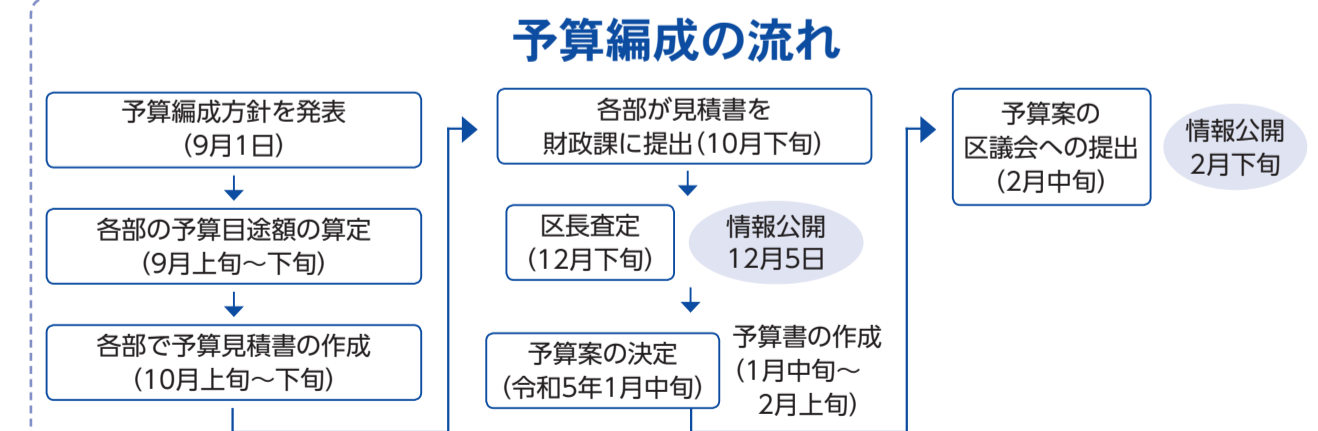 予算編成の流れ
予算編成方針を発表
(9月1日)
各部の予算目途額の算定
(9月上旬～下旬)
各部で予算見積書の作成
(10月上旬～下旬)
各部が見積書を
財政課に提出(10月下旬)
区長査定
(12月下旬)
情報公開
12月5日
予算案の決定
(令和5年1月中旬)
予算書の作成
(1月中旬～
2月上旬)
予算案の
区議会への提出
(2月中旬)
情報公開
2月下旬